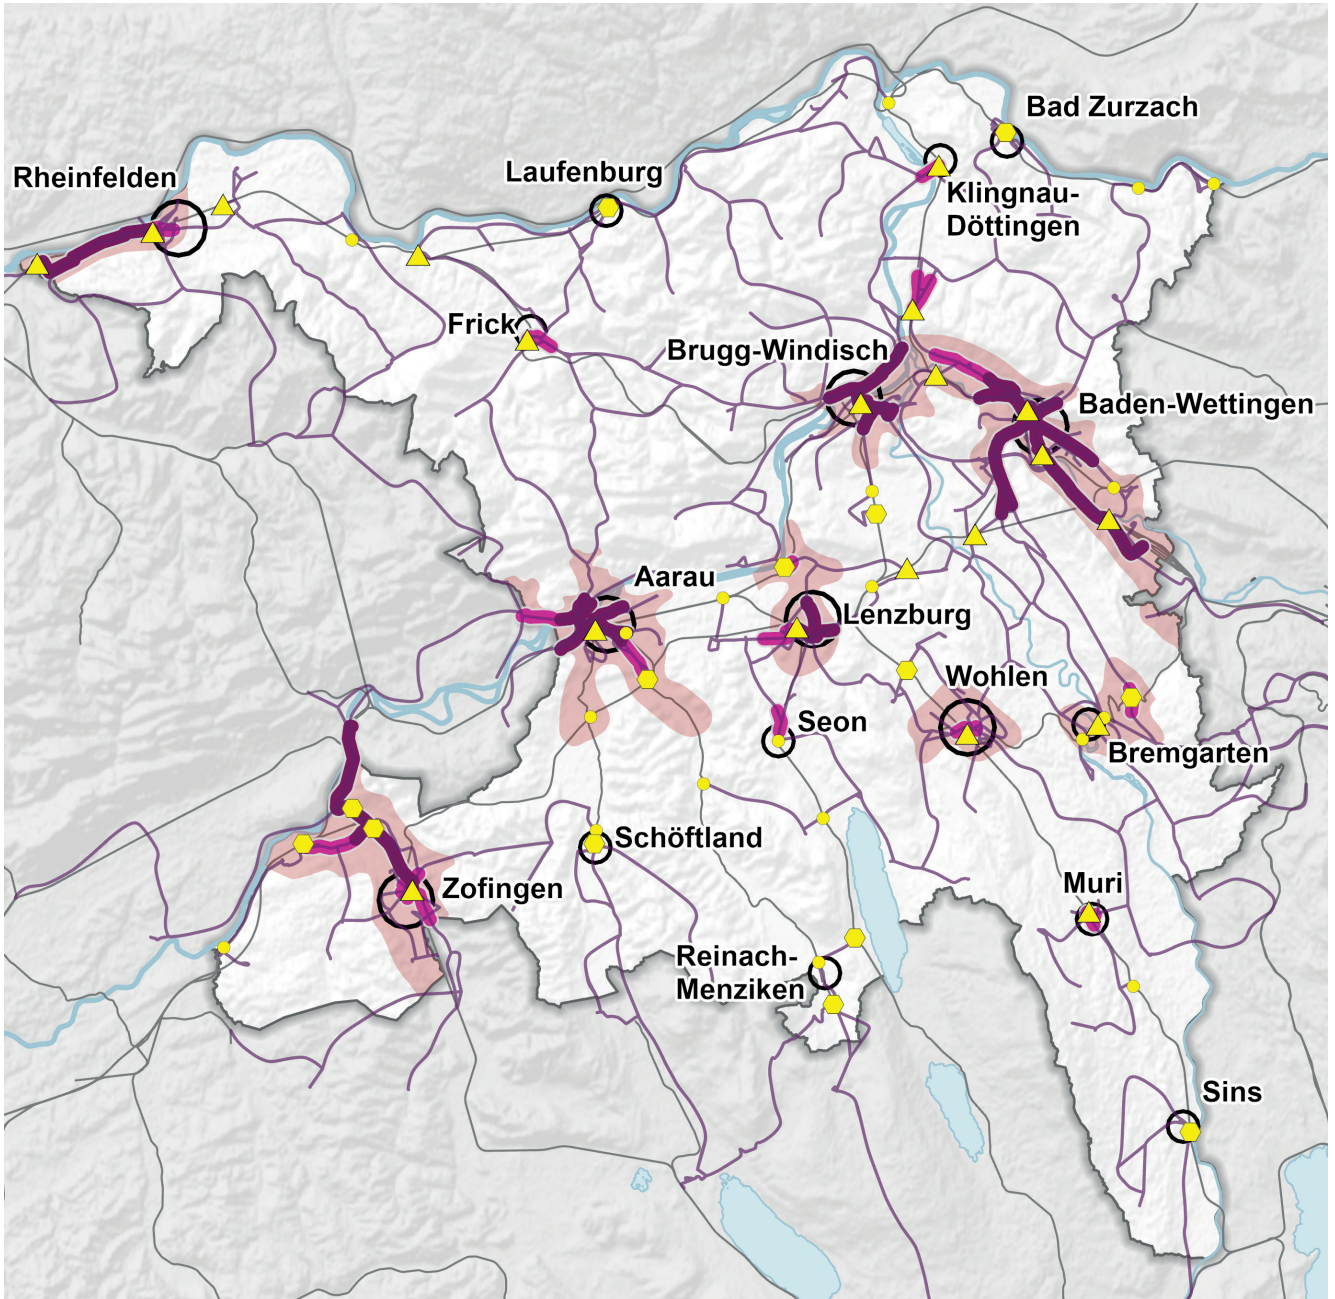 Bad Zurzach
Rheinfelden
Laufenburg
Klingnau-
Döttingen
Frick
Brugg-Windisch
Baden-Wettingen
Aarau
Lenzburg
Wohlen
Seon
Bremgarten
Schöftland
Zofingen
Muri
Reinach-
Menziken
Sins